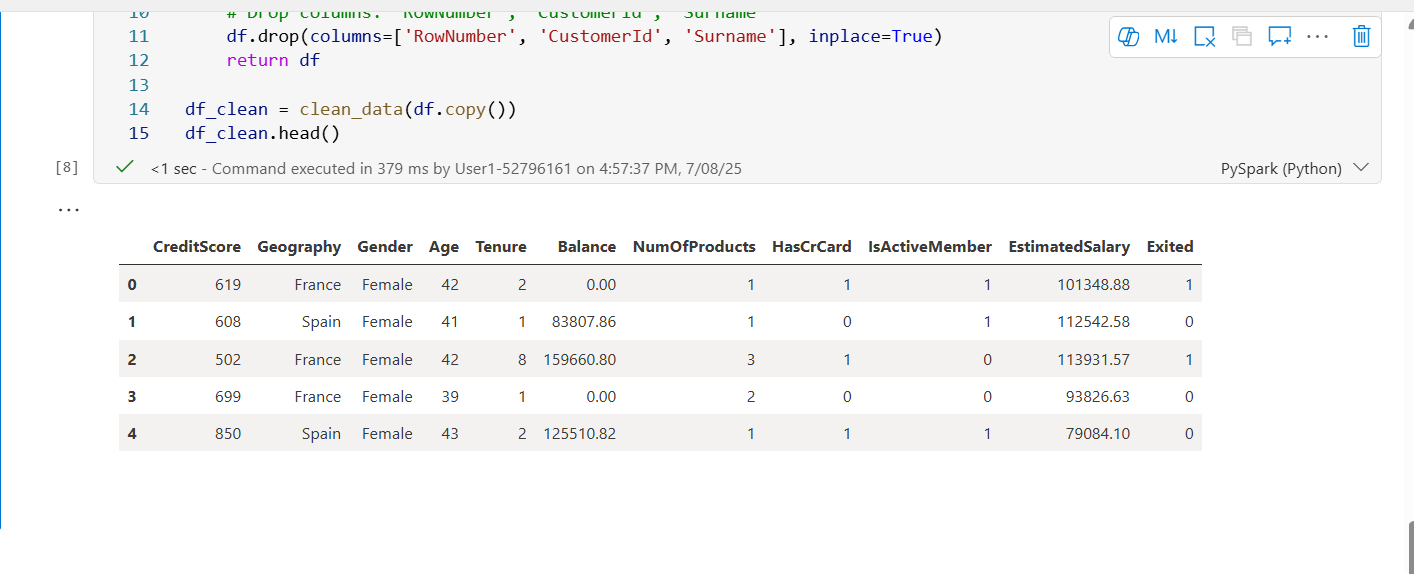 10 # Drop columns: 'RowNumber', 'CustomerId', 'Surname'
11 df.drop(columns=['RowNumber', 'CustomerId', 'Surname'], inplace=True)
12 return df
13
14 df_clean = clean_data(df.copy())
15 df_clean.head()
M↓
[8] <1 sec - Command executed in 379 ms by User1-52796161 on 4:57:37 PM, 7/08/25 PySpark (Python)
...
CreditScore Geography Gender Age Tenure Balance NumOfProducts HasCrCard IsActiveMember EstimatedSalary Exited
0 619 France Female 42 2 0.00 1 1 1 101348.88 1
1 608 Spain Female 41 1 83807.86 1 0 1 112542.58 0
2 502 France Female 42 8 159660.80 3 1 0 113931.57 1
3 699 France Female 39 1 0.00 2 0 0 93826.63 0
4 850 Spain Female 43 2 125510.82 1 1 1 79084.10 0